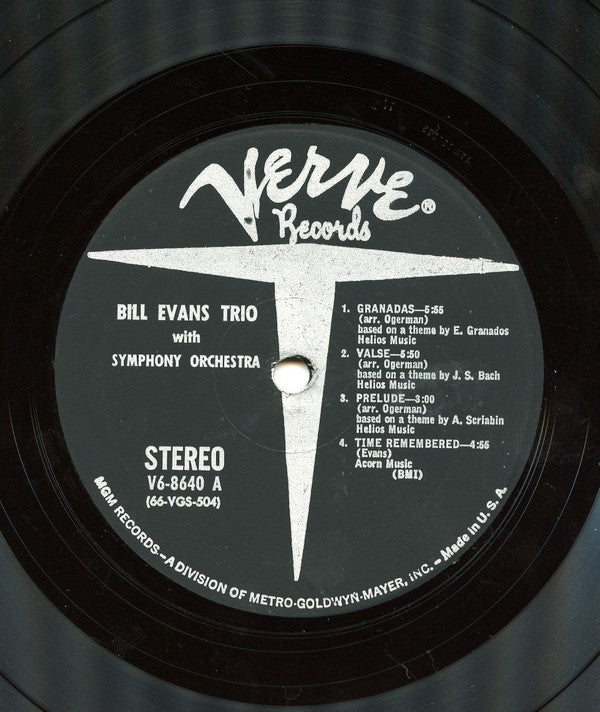 Verve®
Records
BILL EVANS TRIO
with
SYMPHONY ORCHESTRA
STEREO
V6-8640 A
(66-VGS-504)
1. GRANADAS—5:55
(arr. Ogerman)
based on a theme by E. Granados
Helios Music
2. VALSE—5:50
(arr. Ogerman)
based on a theme by J. S. Bach
Helios Music
3. PRELUDE—3:00
(arr. Ogerman)
based on a theme by A. Scriabin
Helios Music
4. TIME REMEMBERED—4:55
(Evans)
Acorn Music
(BMI)
MGM RECORDS—A DIVISION OF METRO-GOLDWYN-MAYER, INC.—Made in U.S.A.